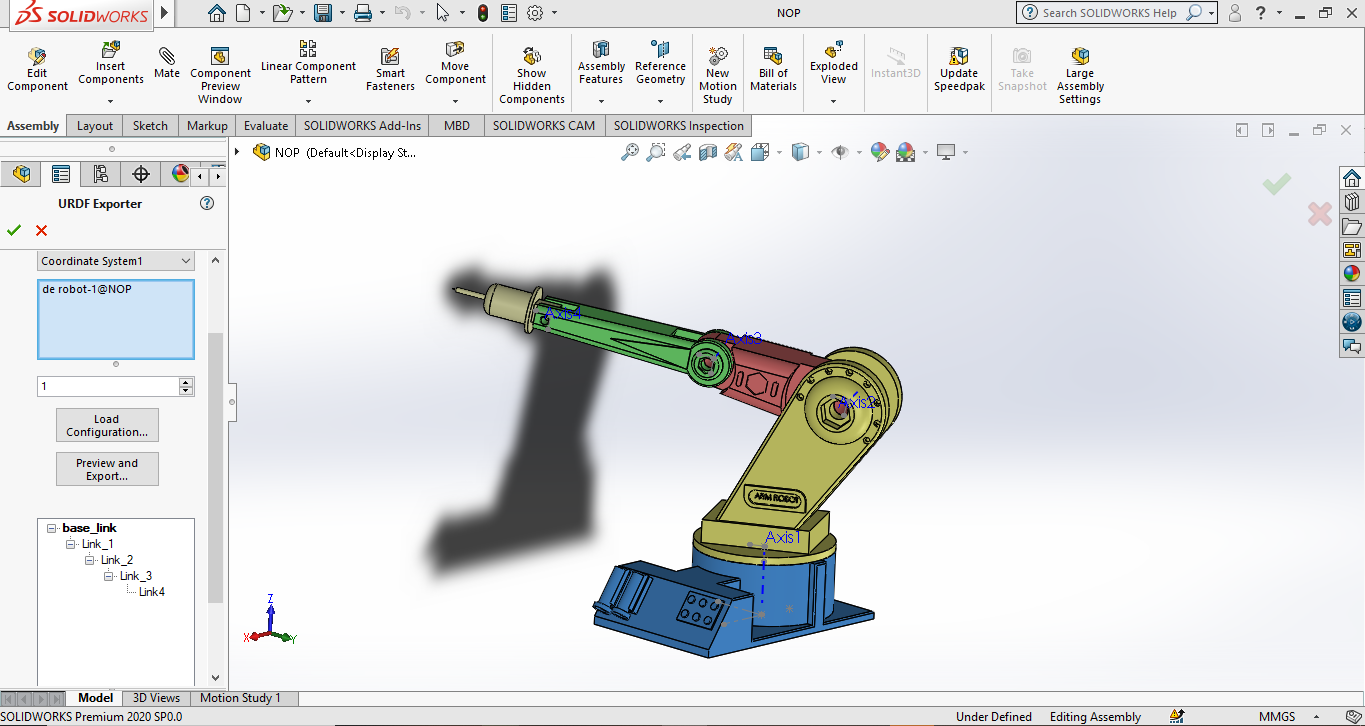 SOLIDWORKS
NOP
Search SOLIDWORKS Help
Edit
Component
Insert
Components
Mate
Component
Preview
Window
Linear Component
Pattern
Smart
Fasteners
Move
Component
Show
Hidden
Components
Assembly
Features
Reference
Geometry
New
Motion
Study
Bill of
Materials
Exploded
View
Instant3D
Update
Speedpak
Take
Snapshot
Large
Assembly
Settings
Assembly Layout Sketch Markup Evaluate SOLIDWORKS Add-Ins MBD SOLIDWORKS CAM SOLIDWORKS Inspection
NOP (Default<Display St...
URDF Exporter
Coordinate System1
de robot-1@NOP
1
Load
Configuration...
Preview and
Export...
base_link
Link_1
Link_2
Link_3
Link4
Axis4
Axis3
Axis2
ARM ROBOT
Axis1
Z
X
Y
Model 3D Views Motion Study 1
SOLIDWORKS Premium 2020 SP0.0
Under Defined Editing Assembly MMGS